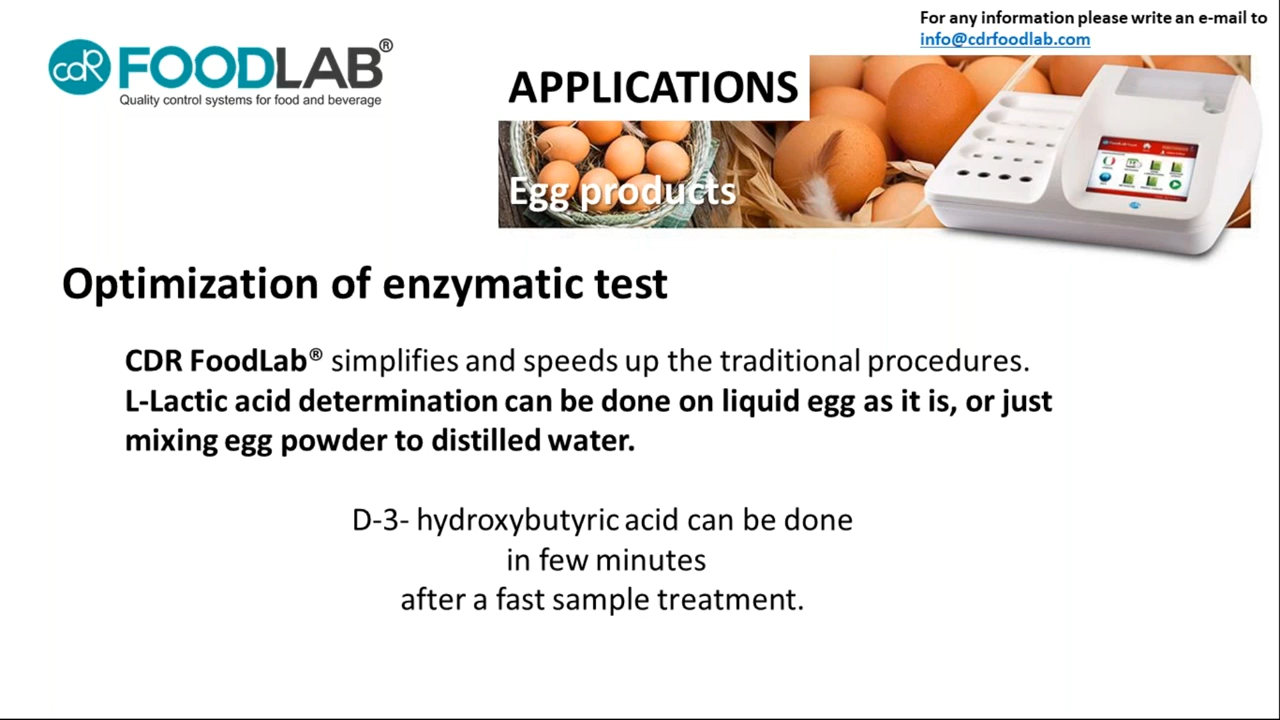 For any information please write an e-mail to
info@cdrfoodlab.com
cdR FOODLAB®
Quality control systems for food and beverage
APPLICATIONS
Egg products
Optimization of enzymatic test
CDR FoodLab® simplifies and speeds up the traditional procedures.
L-Lactic acid determination can be done on liquid egg as it is, or just
mixing egg powder to distilled water.
D-3- hydroxybutyric acid can be done
in few minutes
after a fast sample treatment.